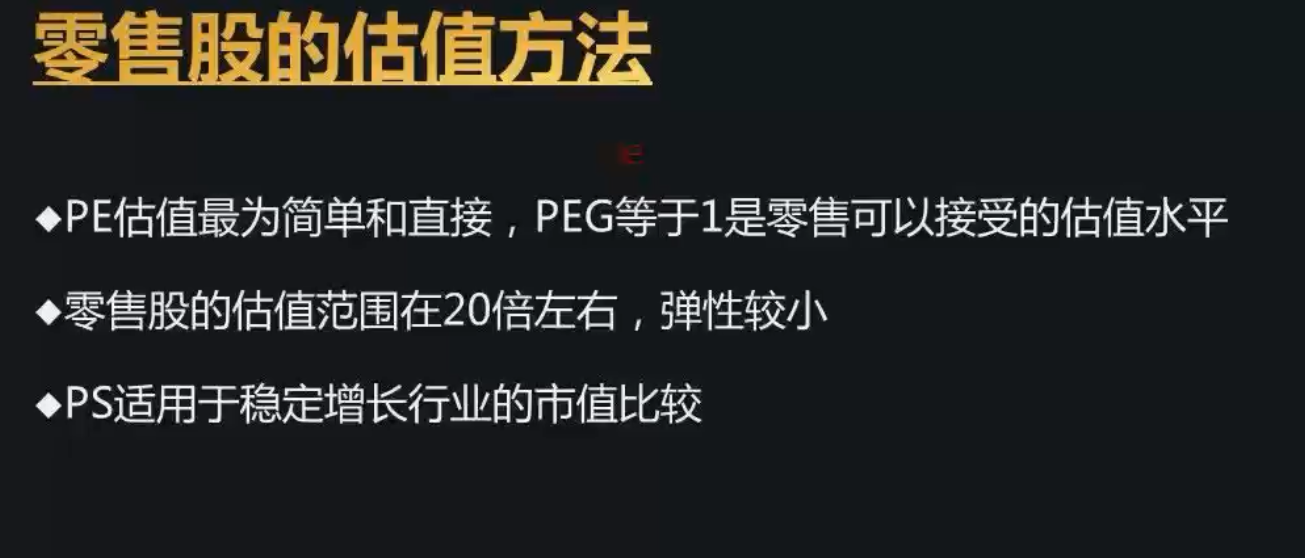 零售股的估值方法
◆PE估值最为简单和直接，PEG等于1是零售可以接受的估值水平
◆零售股的估值范围在20倍左右，弹性较小
◆PS适用于稳定增长行业的市值比较